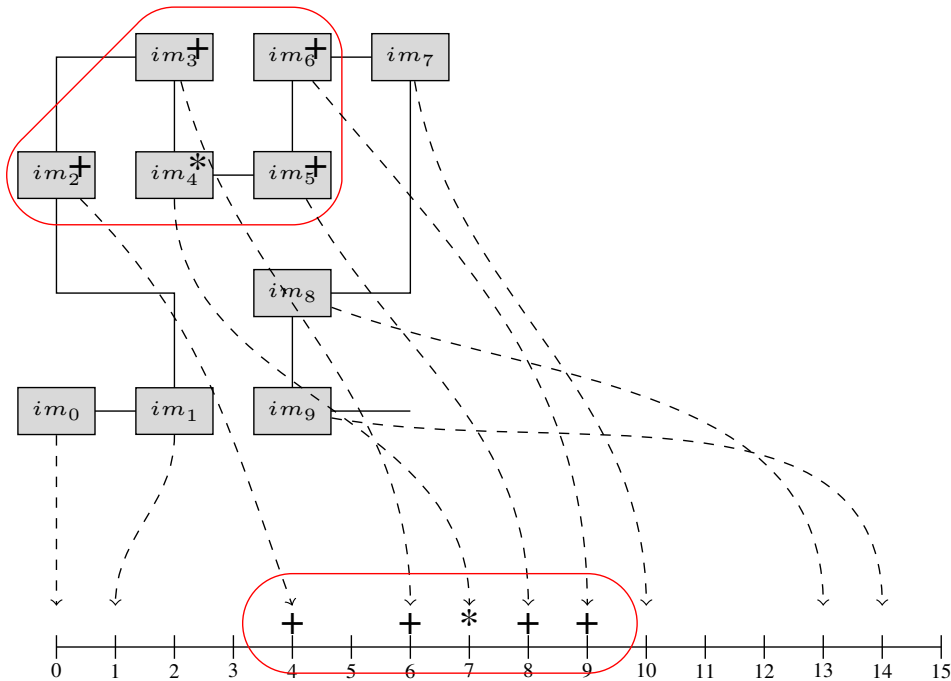 im₃+ im₆+ im₇
im₂+ im₄* im₅+
im₈
im₀ im₁ im₉
+ + * + +
0 1 2 3 4 5 6 7 8 9 10 11 12 13 14 15